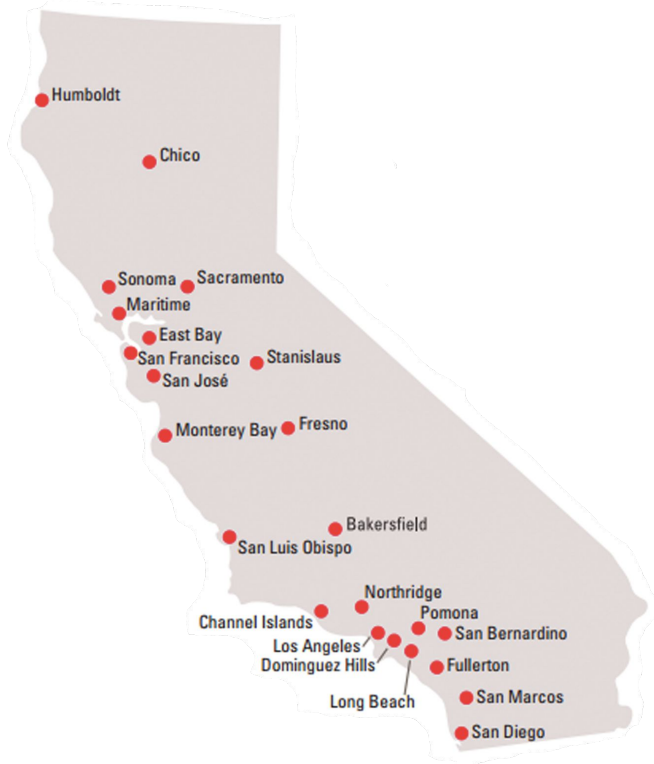 Humboldt
Chico
Sonoma
Sacramento
Maritime
East Bay
San Francisco
Stanislaus
San José
Monterey Bay
Fresno
Bakersfield
San Luis Obispo
Northridge
Channel Islands
Pomona
Los Angeles
San Bernardino
Dominguez Hills
Fullerton
Long Beach
San Marcos
San Diego